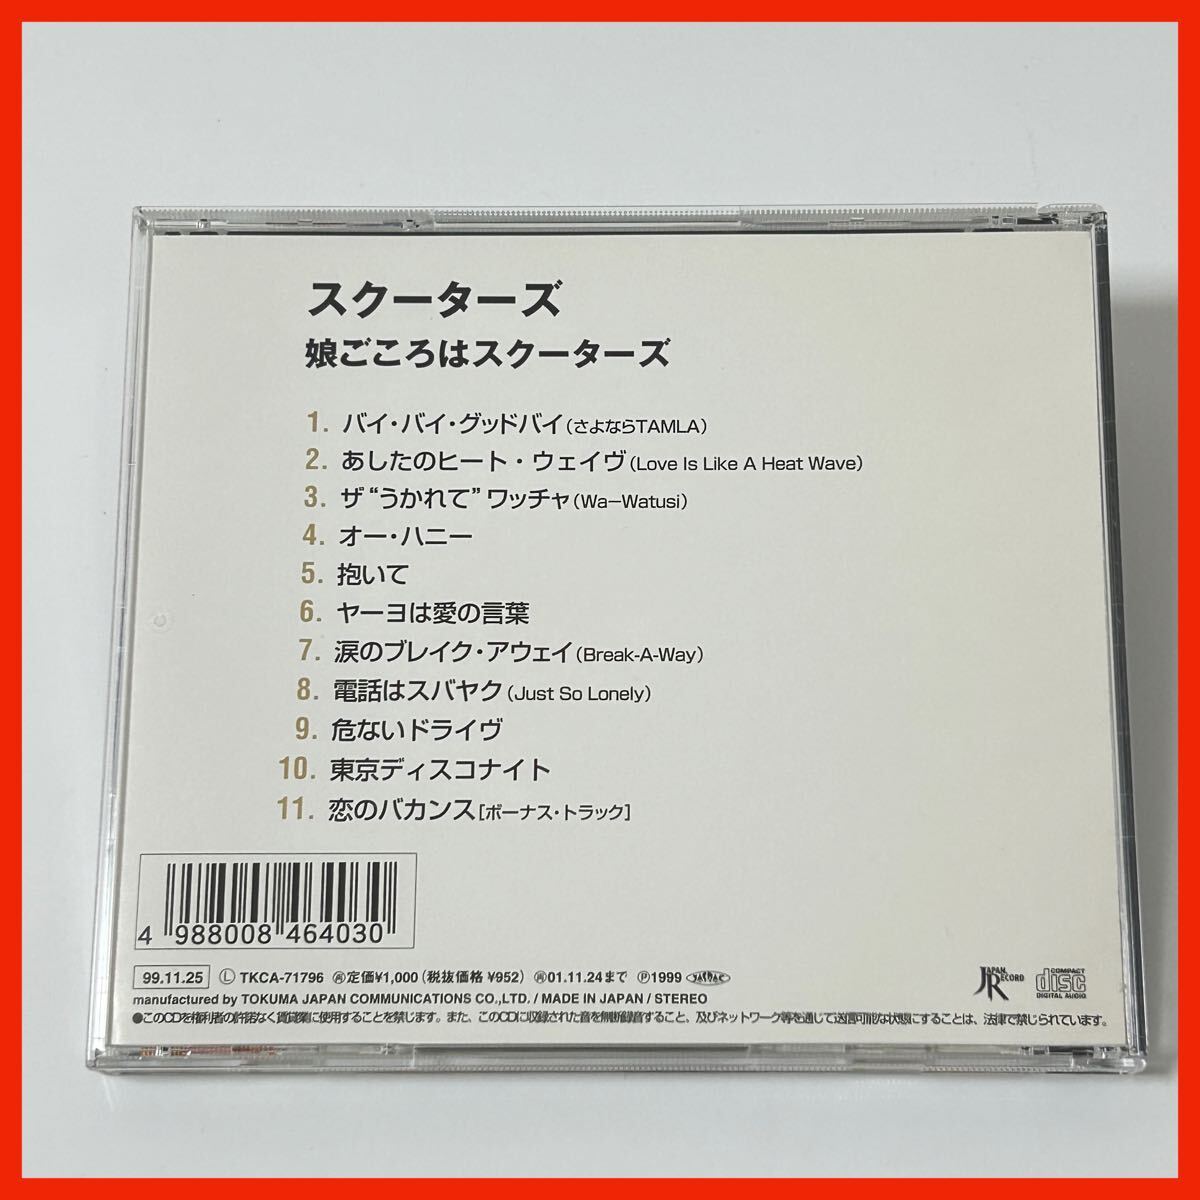 スクーターズ
娘ごころはスクーターズ
1. バイ・バイ・グッドバイ(さよならTAMLA)
2. あしたのヒート・ウェイヴ(Love Is Like A Heat Wave)
3. ザ“うかれて”ワッチャ(Wa-Watusi)
4. オー・ハニー
5. 抱いて
6. ヤーヨは愛の言葉
7. 涙のブレイク・アウェイ(Break-A-Way)
8. 電話はスバヤク(Just So Lonely)
9. 危ないドライヴ
10. 東京ディスコナイト
11. 恋のバカンス[ボーナス・トラック]
4 988008 464030
99.11.25 Ⓛ TKCA-71796 ㊢定価¥1,000(税抜価格 ¥952) ㊢01.11.24まで Ⓟ1999
JAPAN RECORD
COMPACT disc DIGITAL AUDIO
manufactured by TOKUMA JAPAN COMMUNICATIONS CO.,LTD. / MADE IN JAPAN / STEREO
●このCDを権利者の許諾なく賃貸業に使用することを禁じます。また、このCDに収録された音を無断録音すること、及びネットワーク等を通じて送信可能な状態にすることは、法律で禁じられています。